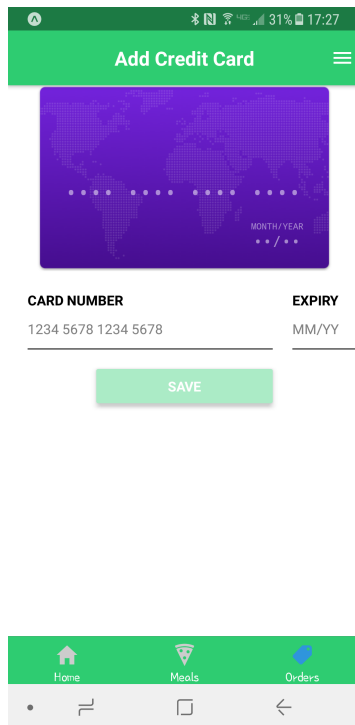 4G 31% 17:27
Add Credit Card
•••• •••• •••• ••••
MONTH/YEAR
••/••
CARD NUMBER EXPIRY
1234 5678 1234 5678 MM/YY
SAVE
Home Meals Orders